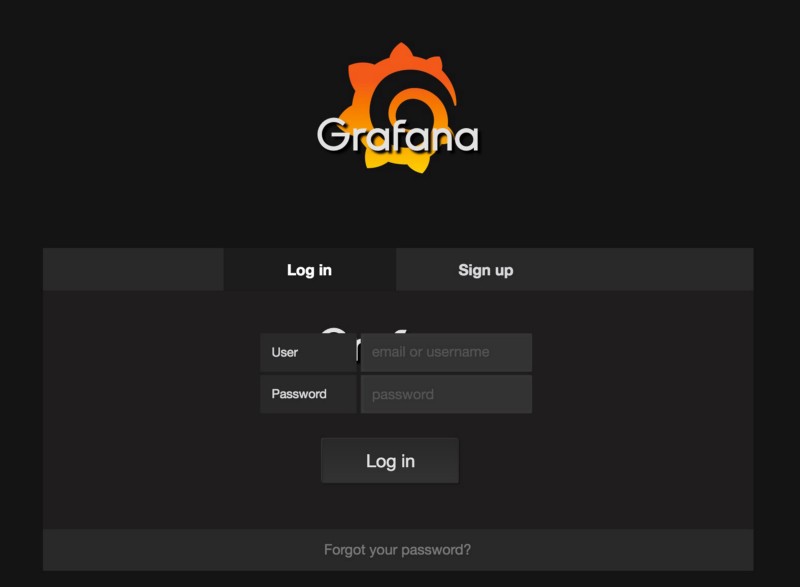 Grafana
Log in Sign up
User email or username
Password password
Log in
Forgot your password?